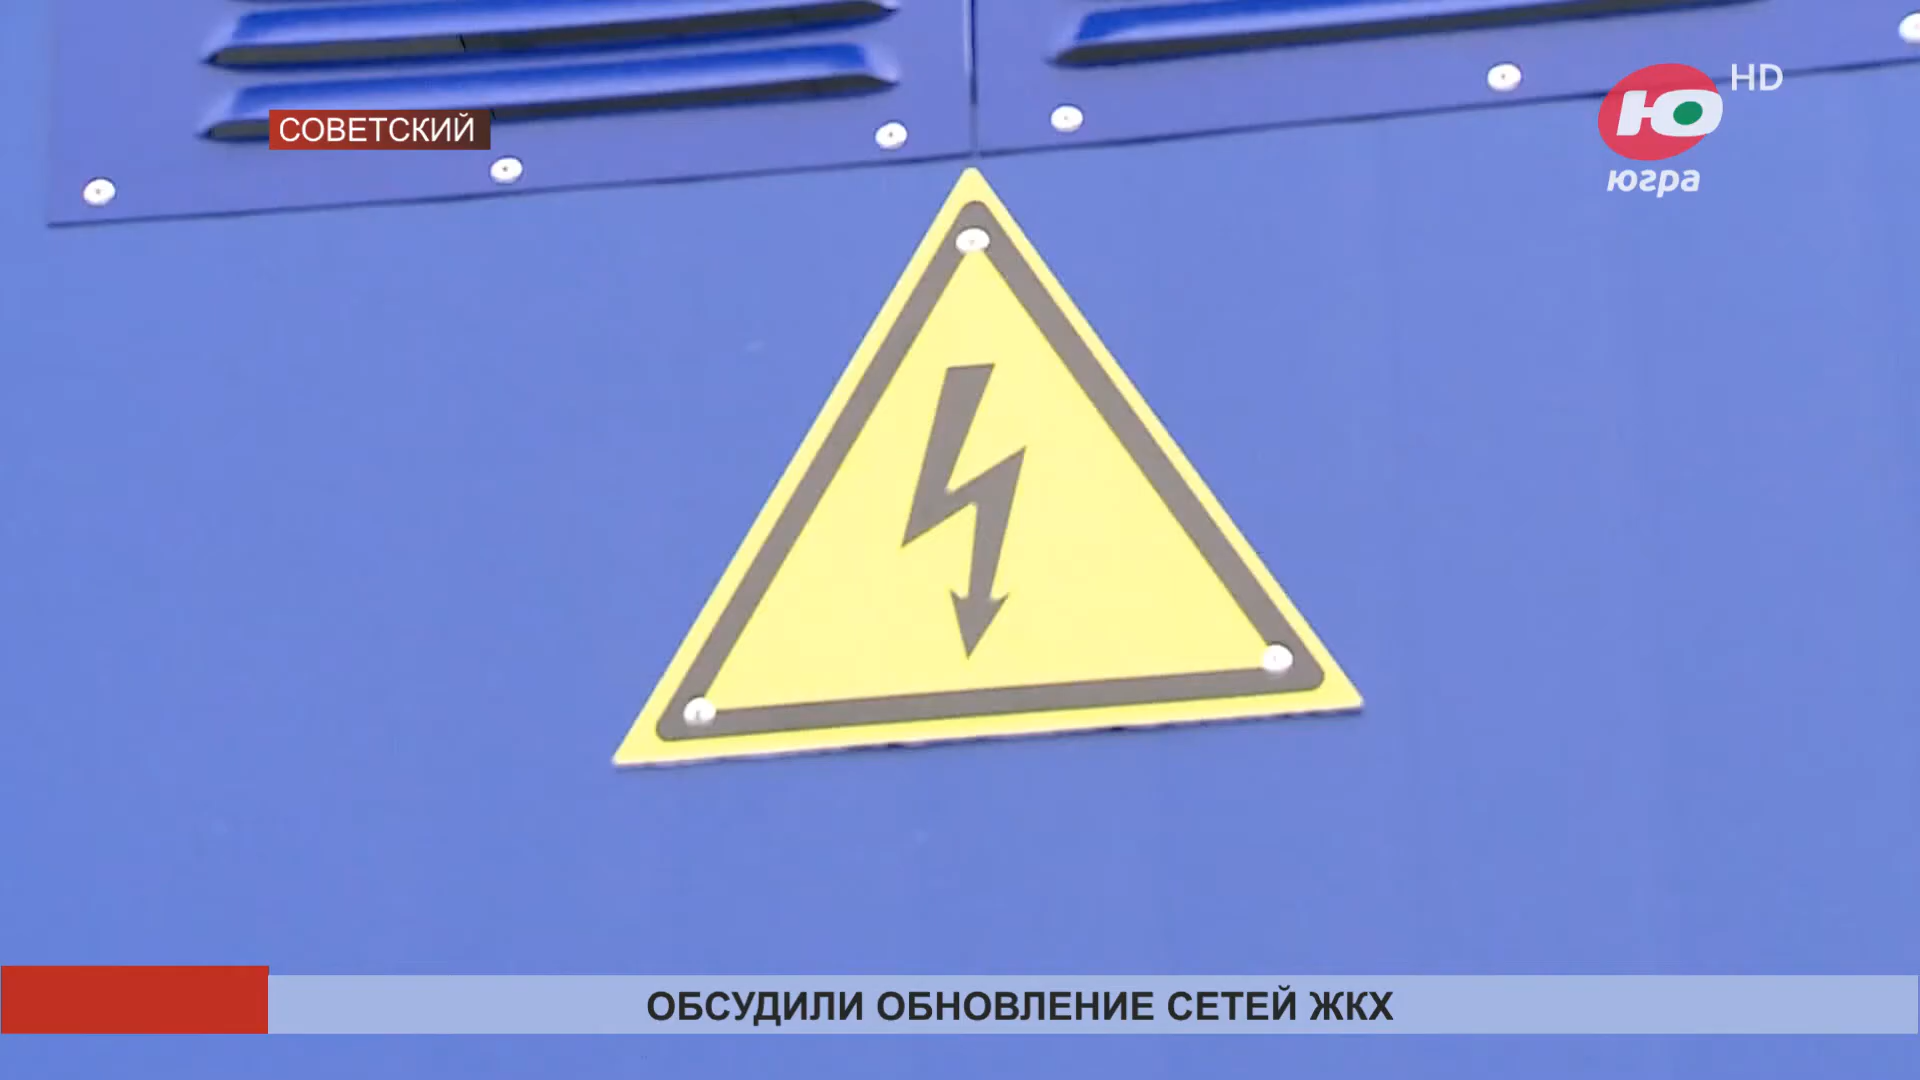 СОВЕТСКИЙ
HD
Ю
югра
ОБСУДИЛИ ОБНОВЛЕНИЕ СЕТЕЙ ЖКХ